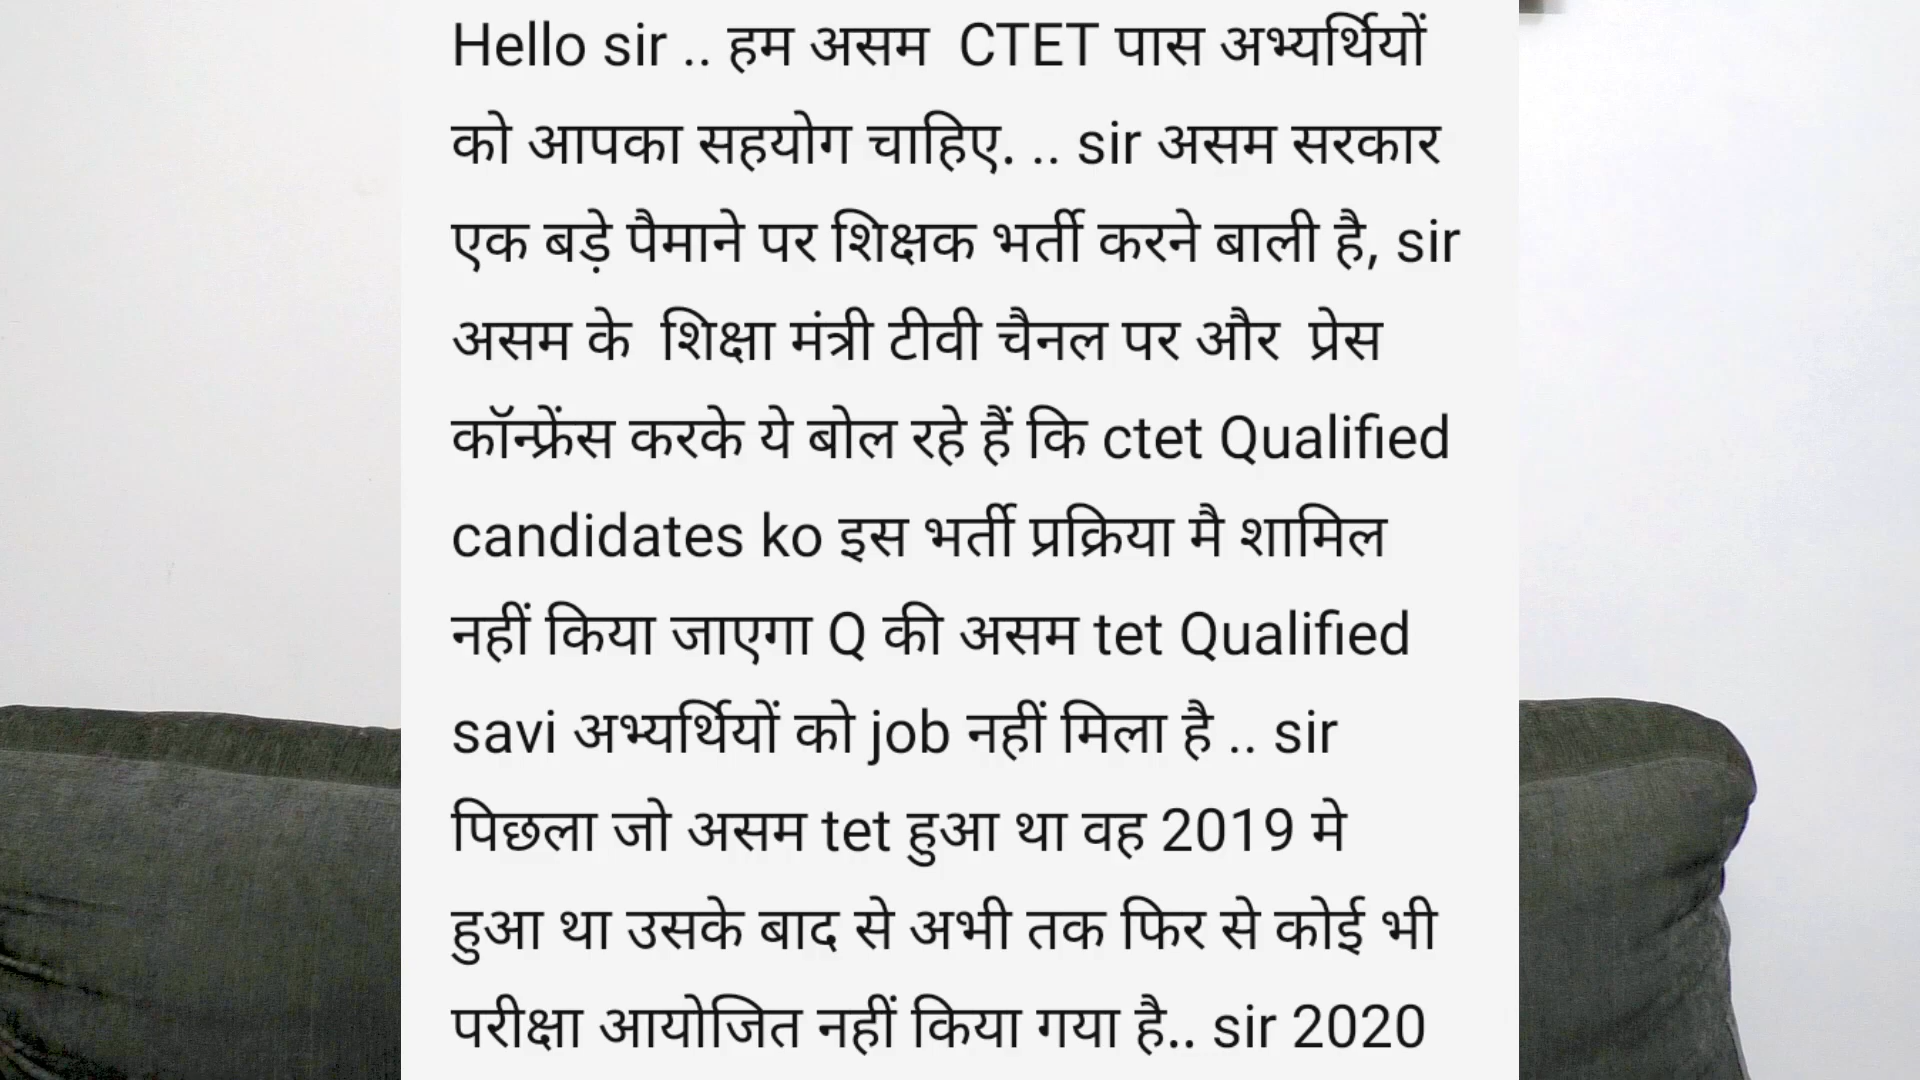 Hello sir .. हम असम CTET पास अभ्यर्थियों
को आपका सहयोग चाहिए. .. sir असम सरकार
एक बड़े पैमाने पर शिक्षक भर्ती करने बाली है, sir
असम के शिक्षा मंत्री टीवी चैनल पर और प्रेस
कॉन्फ्रेंस करके ये बोल रहे हैं कि ctet Qualified
candidates ko इस भर्ती प्रक्रिया मै शामिल
नहीं किया जाएगा Q की असम tet Qualified
savi अभ्यर्थियों को job नहीं मिला है .. sir
पिछला जो असम tet हुआ था वह 2019 मे
हुआ था उसके बाद से अभी तक फिर से कोई भी
परीक्षा आयोजित नहीं किया गया है.. sir 2020